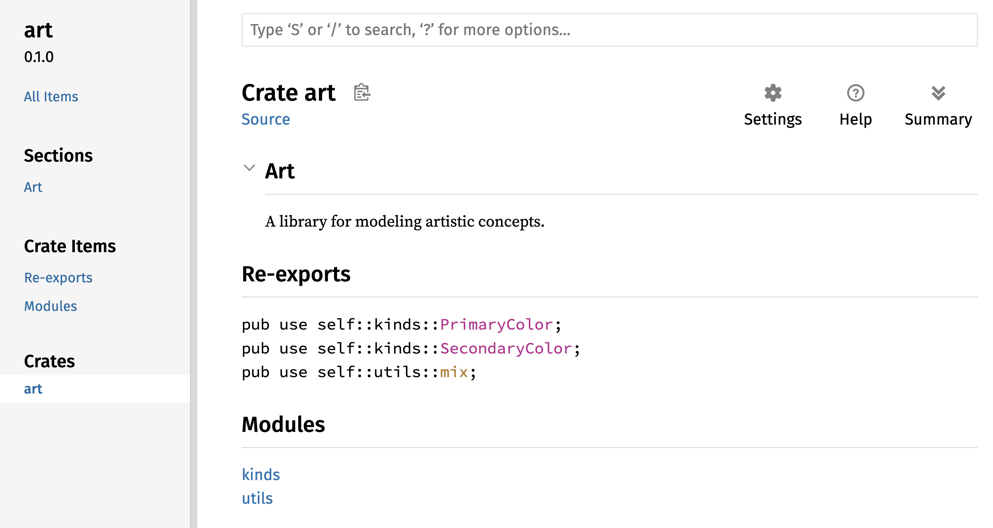 art
0.1.0
All Items
Sections
Art
Crate Items
Re-exports
Modules
Crates
art
Type ‘S’ or ‘/’ to search, ‘?’ for more options…
Crate art
Source
Settings
Help
Summary
Art
A library for modeling artistic concepts.
Re-exports
pub use self::kinds::PrimaryColor;
pub use self::kinds::SecondaryColor;
pub use self::utils::mix;
Modules
kinds
utils